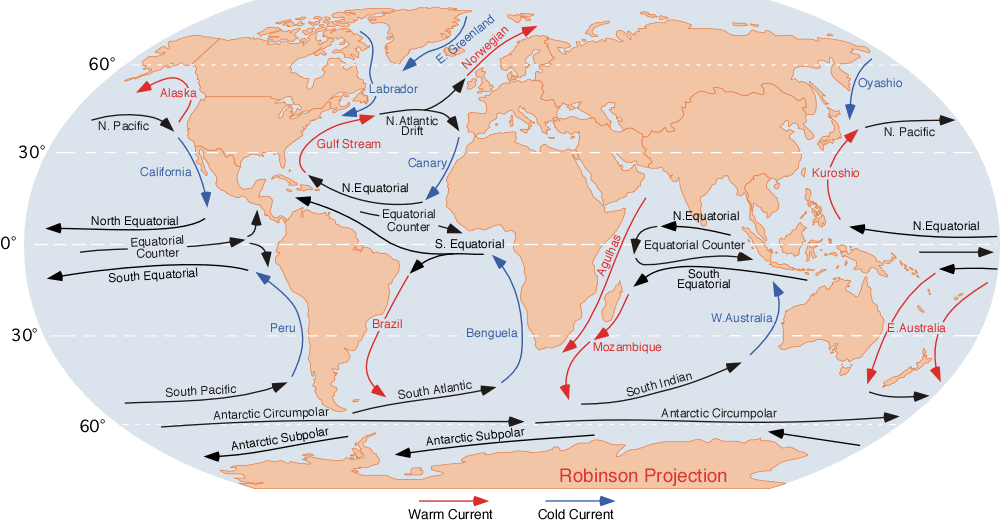 E. Greenland
Norwegian
60°
Alaska
Labrador
Oyashio
N. Pacific
N. Atlantic
Drift
N. Pacific
Gulf Stream
30°
California
Canary
Kuroshio
N.Equatorial
North Equatorial
Equatorial
Counter
N.Equatorial
N.Equatorial
0°
Equatorial
Counter
S. Equatorial
Equatorial Counter
South Equatorial
South
Equatorial
Agulhas
Peru
Brazil
Benguela
W.Australia
E.Australia
30°
Mozambique
South Pacific
South Atlantic
South Indian
Antarctic Circumpolar
Antarctic Circumpolar
60°
Antarctic Subpolar
Antarctic Subpolar
Robinson Projection
Warm Current
Cold Current